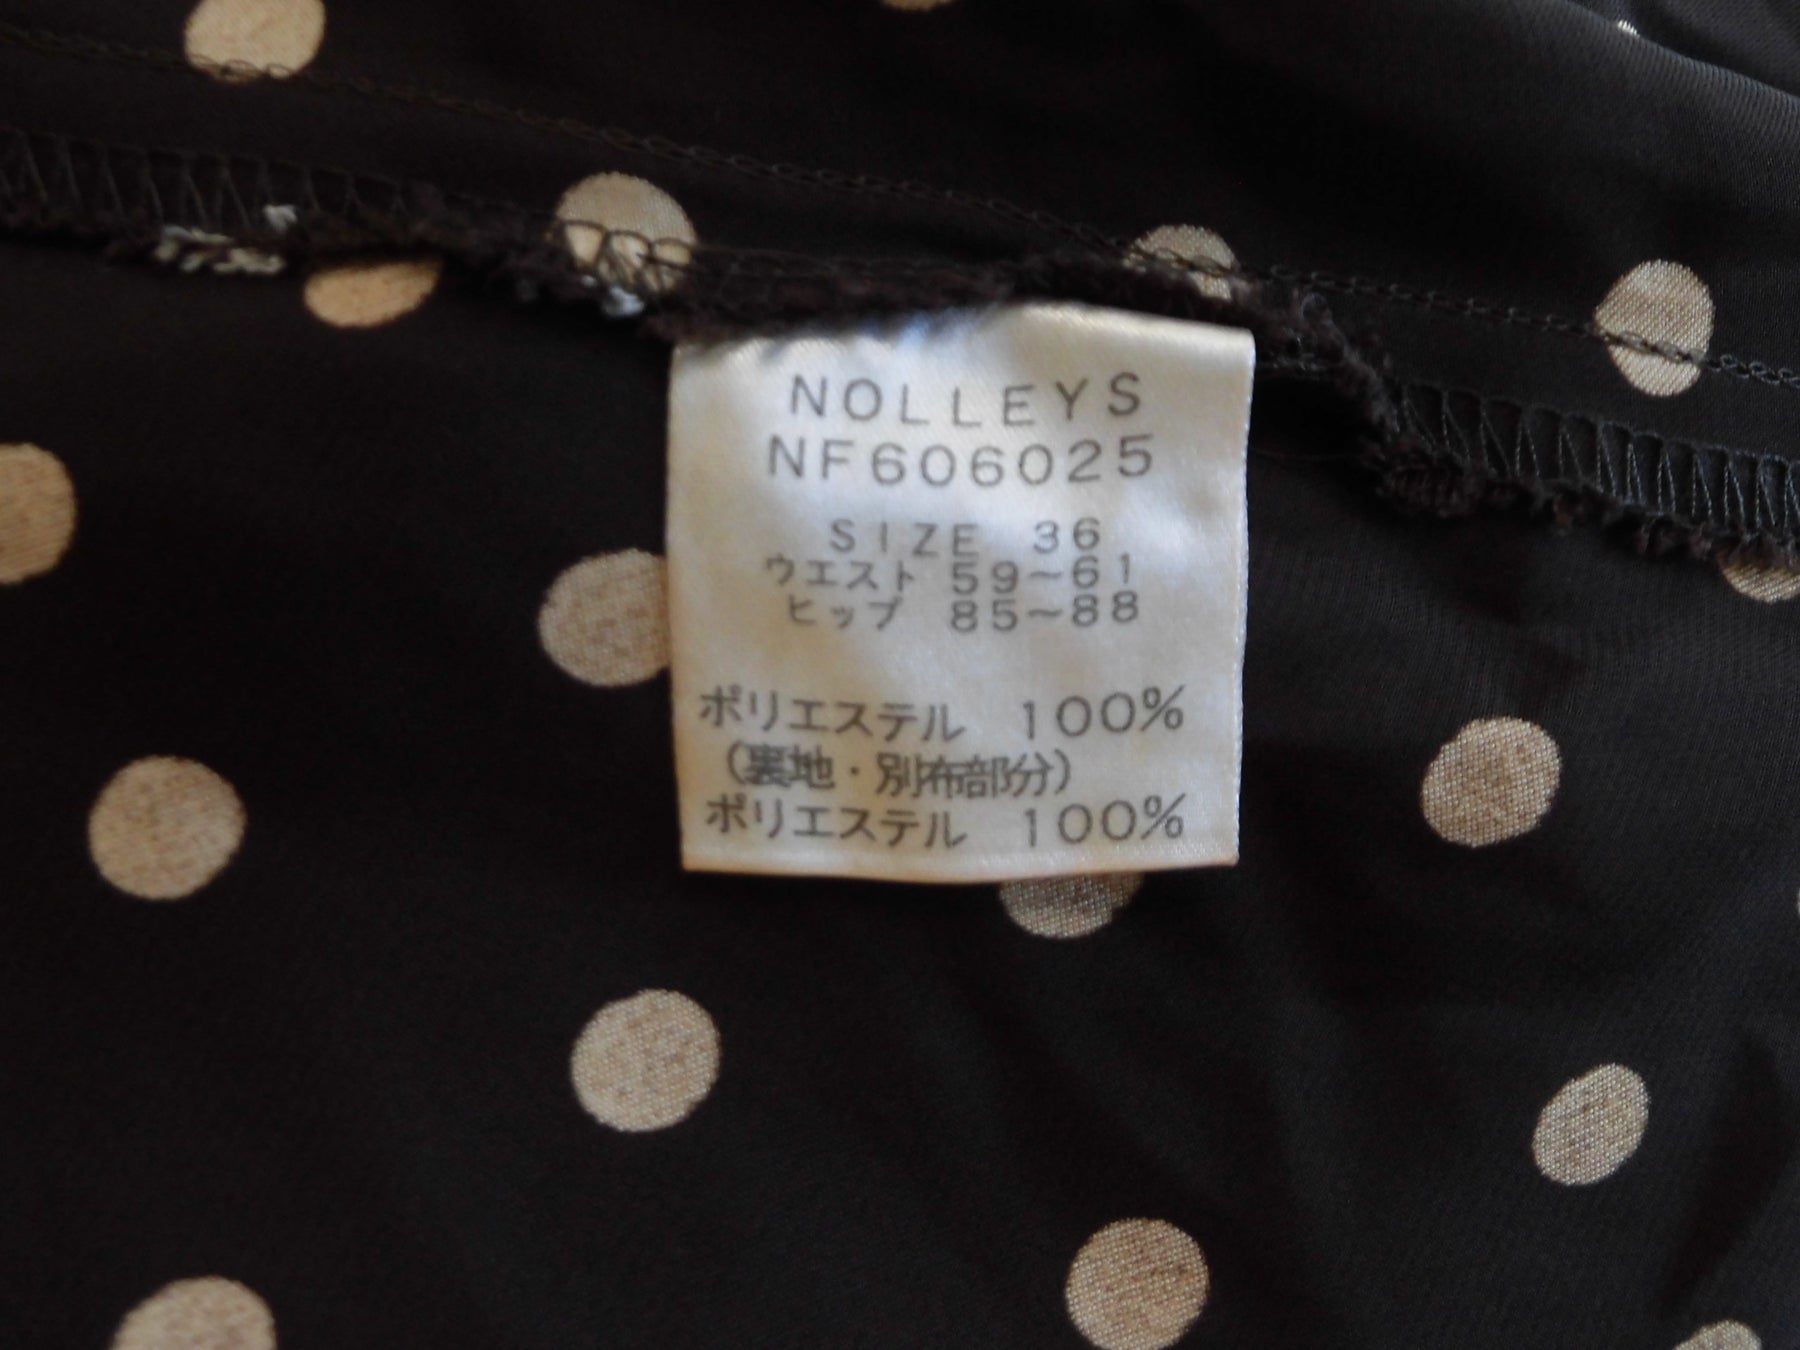 NOLLEYS
NF606025
SIZE 36
ウエスト 59~61
ヒップ 85~88
ポリエステル 100%
(裏地・別布部分)
ポリエステル 100%